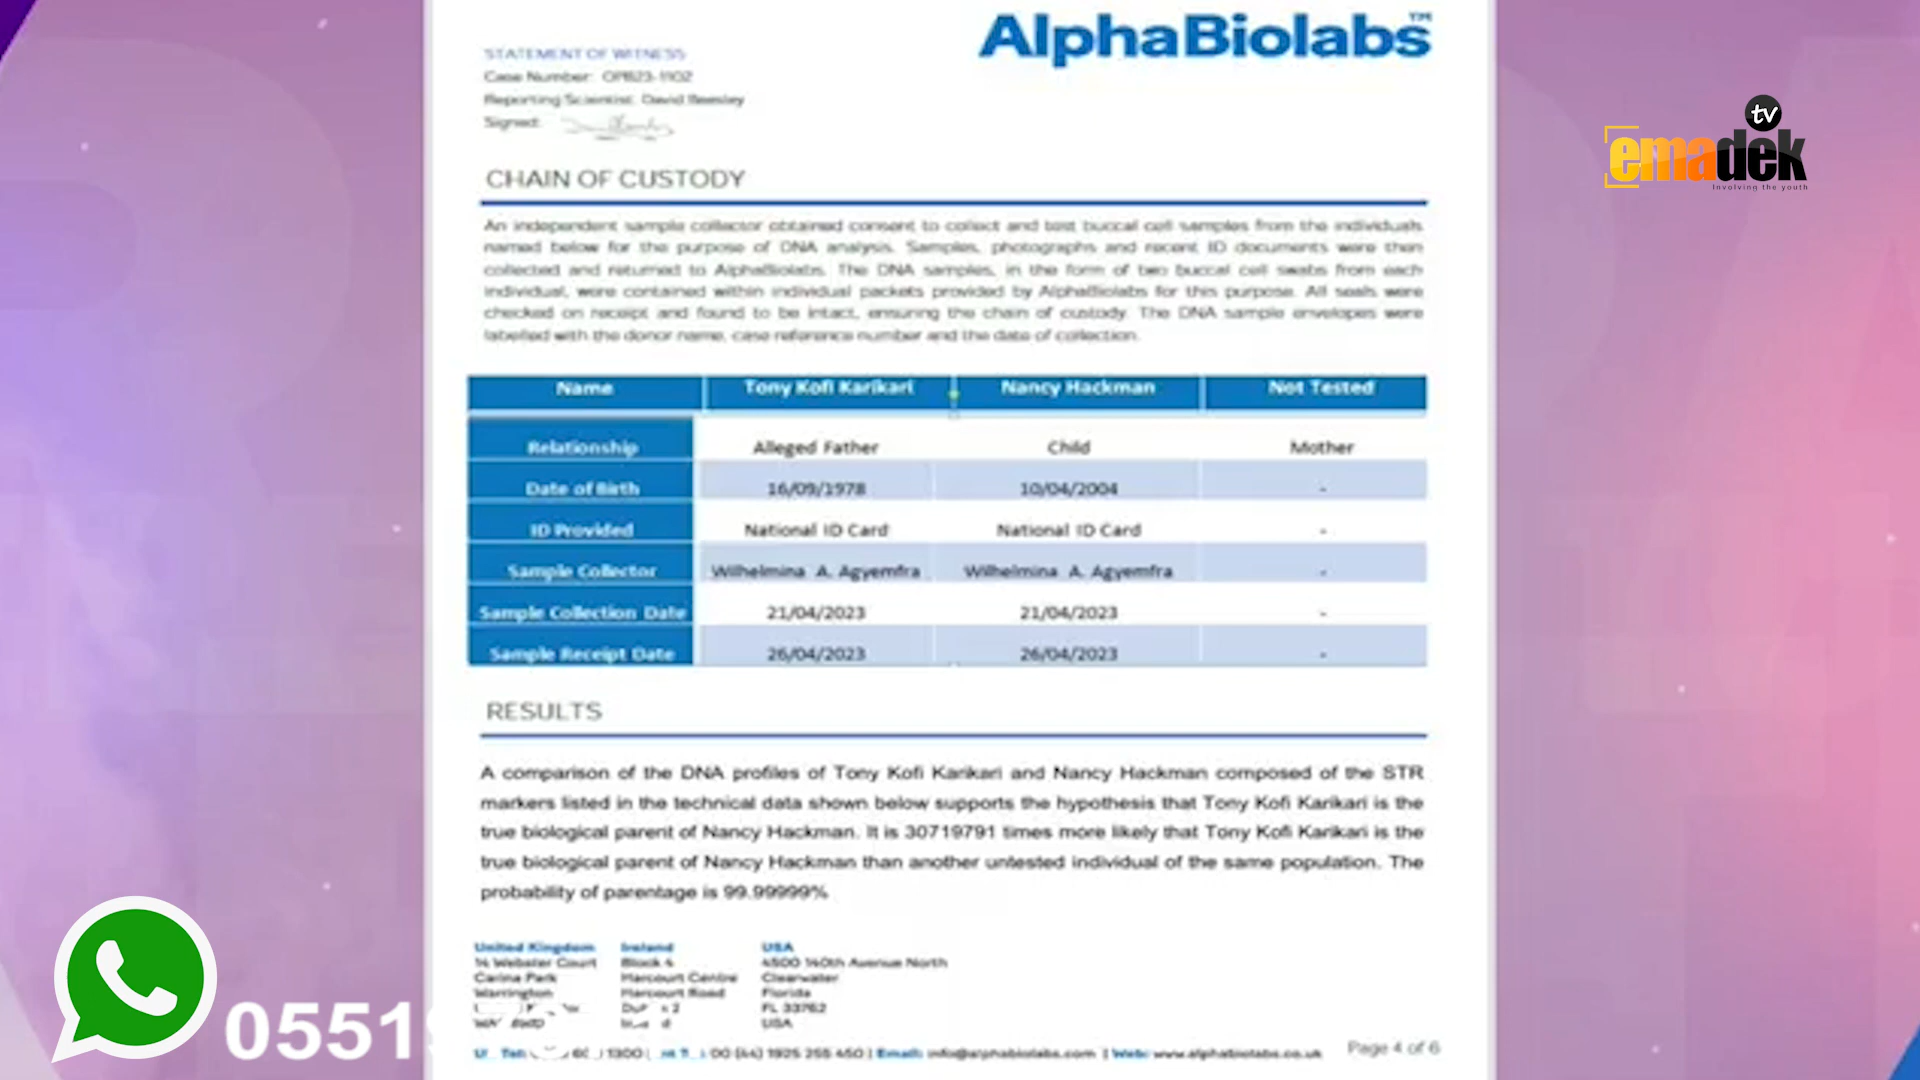 AlphaBiolabs™
STATEMENT OF WITNESS
Case Number: OPB23-1102
Reporting Scientist: David Beesley
Signed:
tv
emadek
Involving the youth
CHAIN OF CUSTODY
An independent sample collector obtained consent to collect and test buccal cell samples from the individuals
named below for the purpose of DNA analysis. Samples, photographs and recent ID documents were then
collected and returned to AlphaBiolabs. The DNA samples, in the form of two buccal cell swabs from each
individual, were contained within individual packets provided by AlphaBiolabs for this purpose. All seals were
checked on receipt and found to be intact, ensuring the chain of custody. The DNA sample envelopes were
labelled with the donor name, case reference number and the date of collection.
Name Tony Kofi Karikari Nancy Hackman Not Tested
Relationship Alleged Father Child Mother
Date of Birth 16/09/1978 10/04/2004 -
ID Provided National ID Card National ID Card -
Sample Collector Wilhelmina A. Agyemfra Wilhelmina A. Agyemfra -
Sample Collection Date 21/04/2023 21/04/2023 -
Sample Receipt Date 26/04/2023 26/04/2023 -
RESULTS
A comparison of the DNA profiles of Tony Kofi Karikari and Nancy Hackman composed of the STR
markers listed in the technical data shown below supports the hypothesis that Tony Kofi Karikari is the
true biological parent of Nancy Hackman. It is 30719791 times more likely that Tony Kofi Karikari is the
true biological parent of Nancy Hackman than another untested individual of the same population. The
probability of parentage is 99.99999%
United Kingdom Ireland USA
14 Webster Court Block 4 4500 140th Avenue North
Carina Park Harcourt Centre Clearwater
Warrington Harcourt Road Florida
FL 33762
USA
0551
1300 00 (44) 1925 255 450 | Email: info@alphabiolabs.com | Web: www.alphabiolabs.co.uk
Page 4 of 6